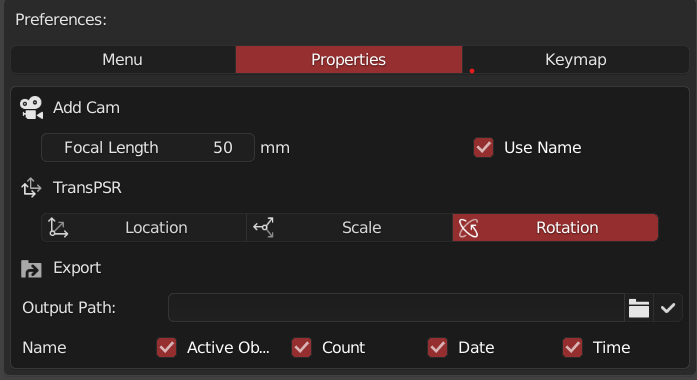 Preferences:
Menu Properties Keymap
Add Cam
Focal Length 50 mm Use Name
TransPSR
Location Scale Rotation
Export
Output Path:
Name Active Ob... Count Date Time